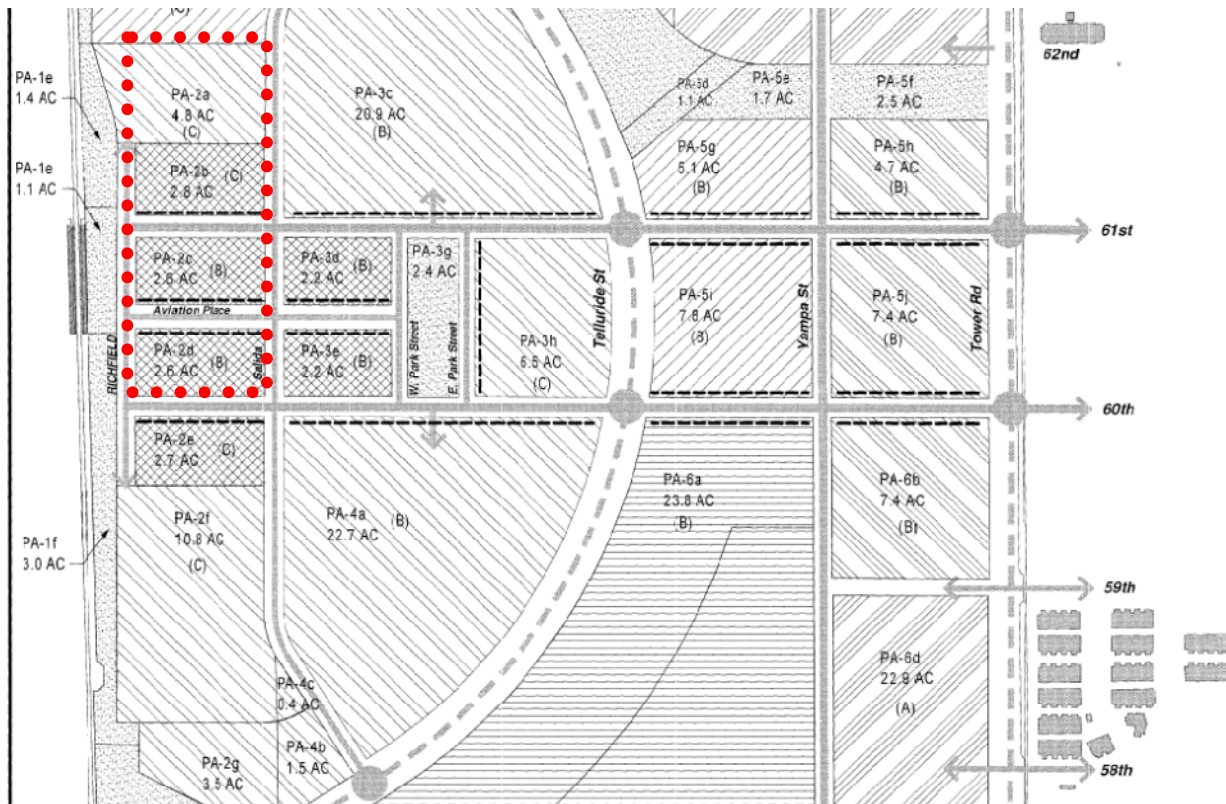 (C)
62nd
PA-1e
1.4 AC
PA-2a
4.8 AC
(C)
PA-3c
20.9 AC
(B)
PA-5d
1.1 AC
PA-5e
1.7 AC
PA-5f
2.5 AC
PA-1e
1.1 AC
PA-2b
(C)
2.8 AC
PA-5g
5.1 AC
(B)
PA-5h
4.7 AC
(B)
61st
PA-2c
(8)
2.6 AC
PA-3d
(B)
2.2 AC
PA-3g
2.4 AC
Aviation Place
Telluride St
PA-5i
7.8 AC
(B)
Yampa St
PA-5j
7.4 AC
(B)
Tower Rd
RICHFIELD
PA-2d
(8)
2.6 AC
Salida
PA-3e
(B)
2.2 AC
W. Park Street
E. Park Street
PA-3h
6.5 AC
(C)
60th
PA-2e
(C)
2.7 AC
PA-1f
3.0 AC
PA-2f
10.8 AC
(C)
PA-4a
(B)
22.7 AC
PA-6a
23.8 AC
(B)
PA-6b
7.4 AC
(B)
59th
PA-4c
0.4 AC
PA-6d
22.9 AC
(A)
PA-2g
3.5 AC
PA-4b
1.5 AC
58th